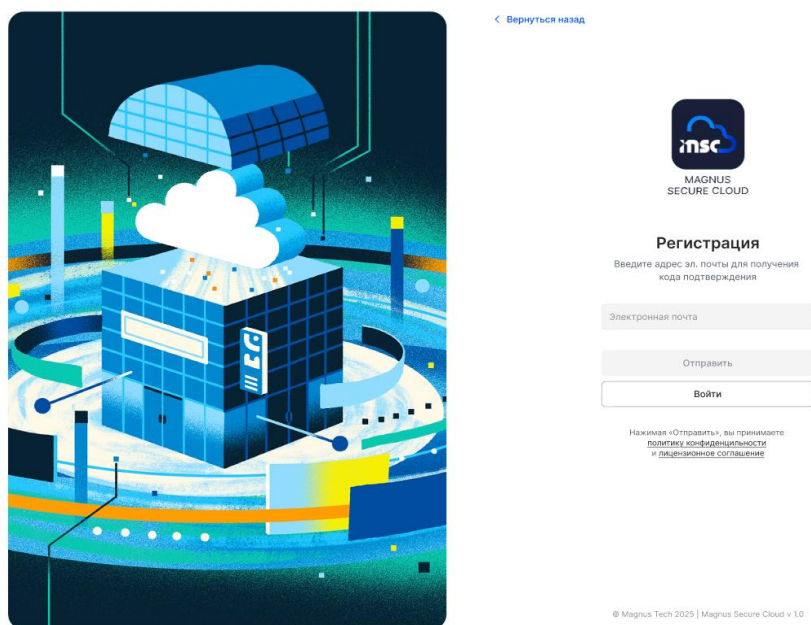 Вернуться назад
msc
MAGNUS
SECURE CLOUD
Регистрация
Введите адрес эл. почты для получения
кода подтверждения
Электронная почта
Отправить
Войти
Нажимая «Отправить», вы принимаете
политику конфиденцильности
и лицензионное соглашение
© Magnus Tech 2025 | Magnus Secure Cloud v 1.0